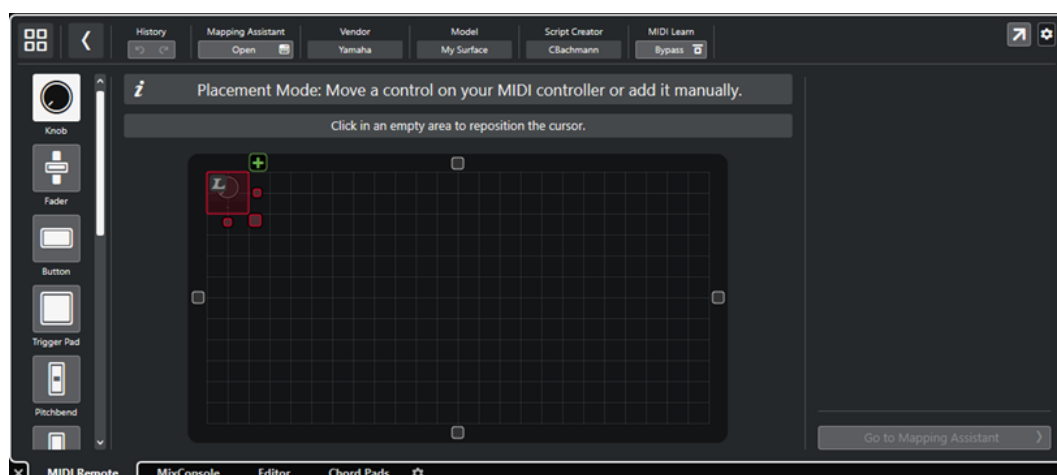 History
Mapping Assistant
Vendor
Model
Script Creator
MIDI Learn
Open
Yamaha
My Surface
CBachmann
Bypass
i Placement Mode: Move a control on your MIDI controller or add it manually.
Click in an empty area to reposition the cursor.
Knob
L
Fader
Button
Trigger Pad
Pitchbend
Go to Mapping Assistant
MIDI Remote
MixConsole
Editor
Chord Pads